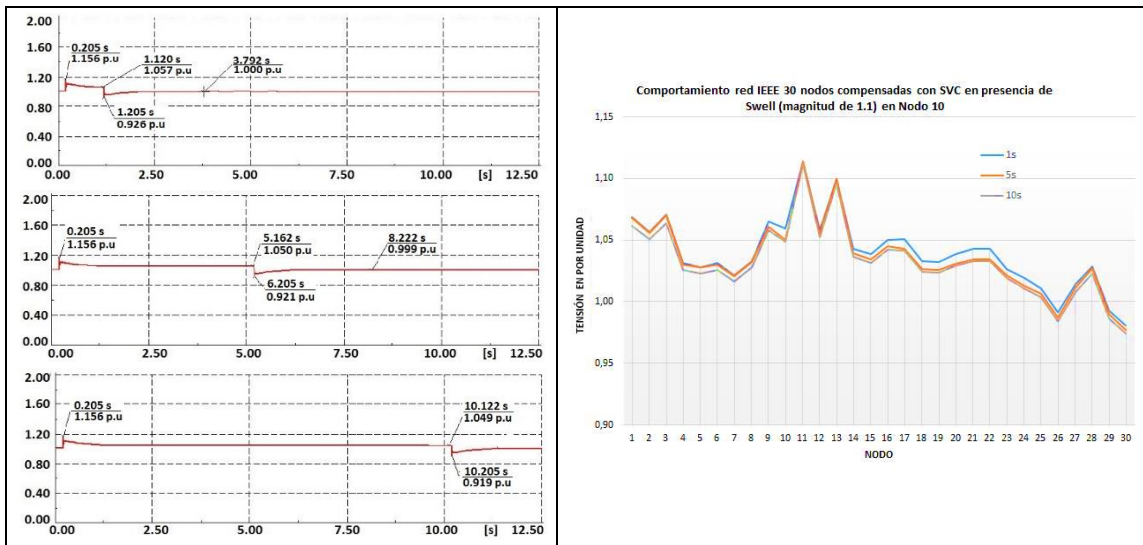 2.00
1.60
1.20
0.80
0.40
0.00
0.205 s
1.156 p.u
1.120 s
1.057 p.u
3.792 s
1.000 p.u
1.205 s
0.926 p.u
0.00 2.50 5.00 7.50 10.00 [s] 12.50
2.00
1.60
1.20
0.80
0.40
0.00
0.205 s
1.156 p.u
5.162 s
1.050 p.u
8.222 s
0.999 p.u
6.205 s
0.921 p.u
0.00 2.50 5.00 7.50 10.00 [s] 12.50
2.00
1.60
1.20
0.80
0.40
0.00
0.205 s
1.156 p.u
10.122 s
1.049 p.u
10.205 s
0.919 p.u
0.00 2.50 5.00 7.50 10.00 [s] 12.50
Comportamiento red IEEE 30 nodos compensadas con SVC en presencia de
Swell (magnitud de 1.1) en Nodo 10
1,15
1,10
1,05
1,00
0,95
0,90
TENSIÓN EN POR UNIDAD
1s
5s
10s
1 2 3 4 5 6 7 8 9 10 11 12 13 14 15 16 17 18 19 20 21 22 23 24 25 26 27 28 29 30
NODO